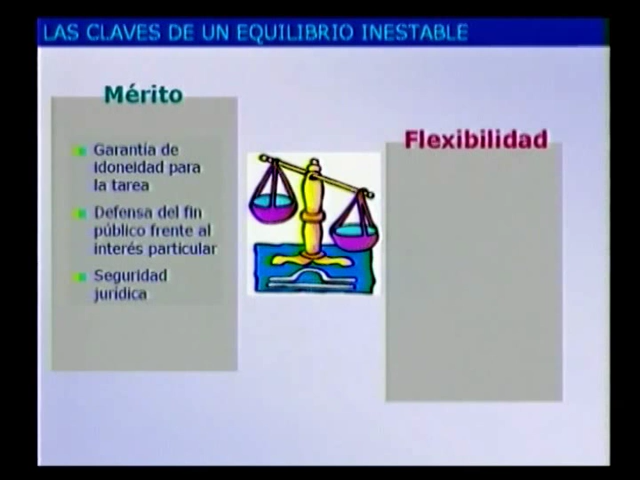 LAS CLAVES DE UN EQUILIBRIO INESTABLE
Mérito
Garantía de
idoneidad para
la tarea
Defensa del fin
público frente al
interés particular
Seguridad
jurídica
Flexibilidad